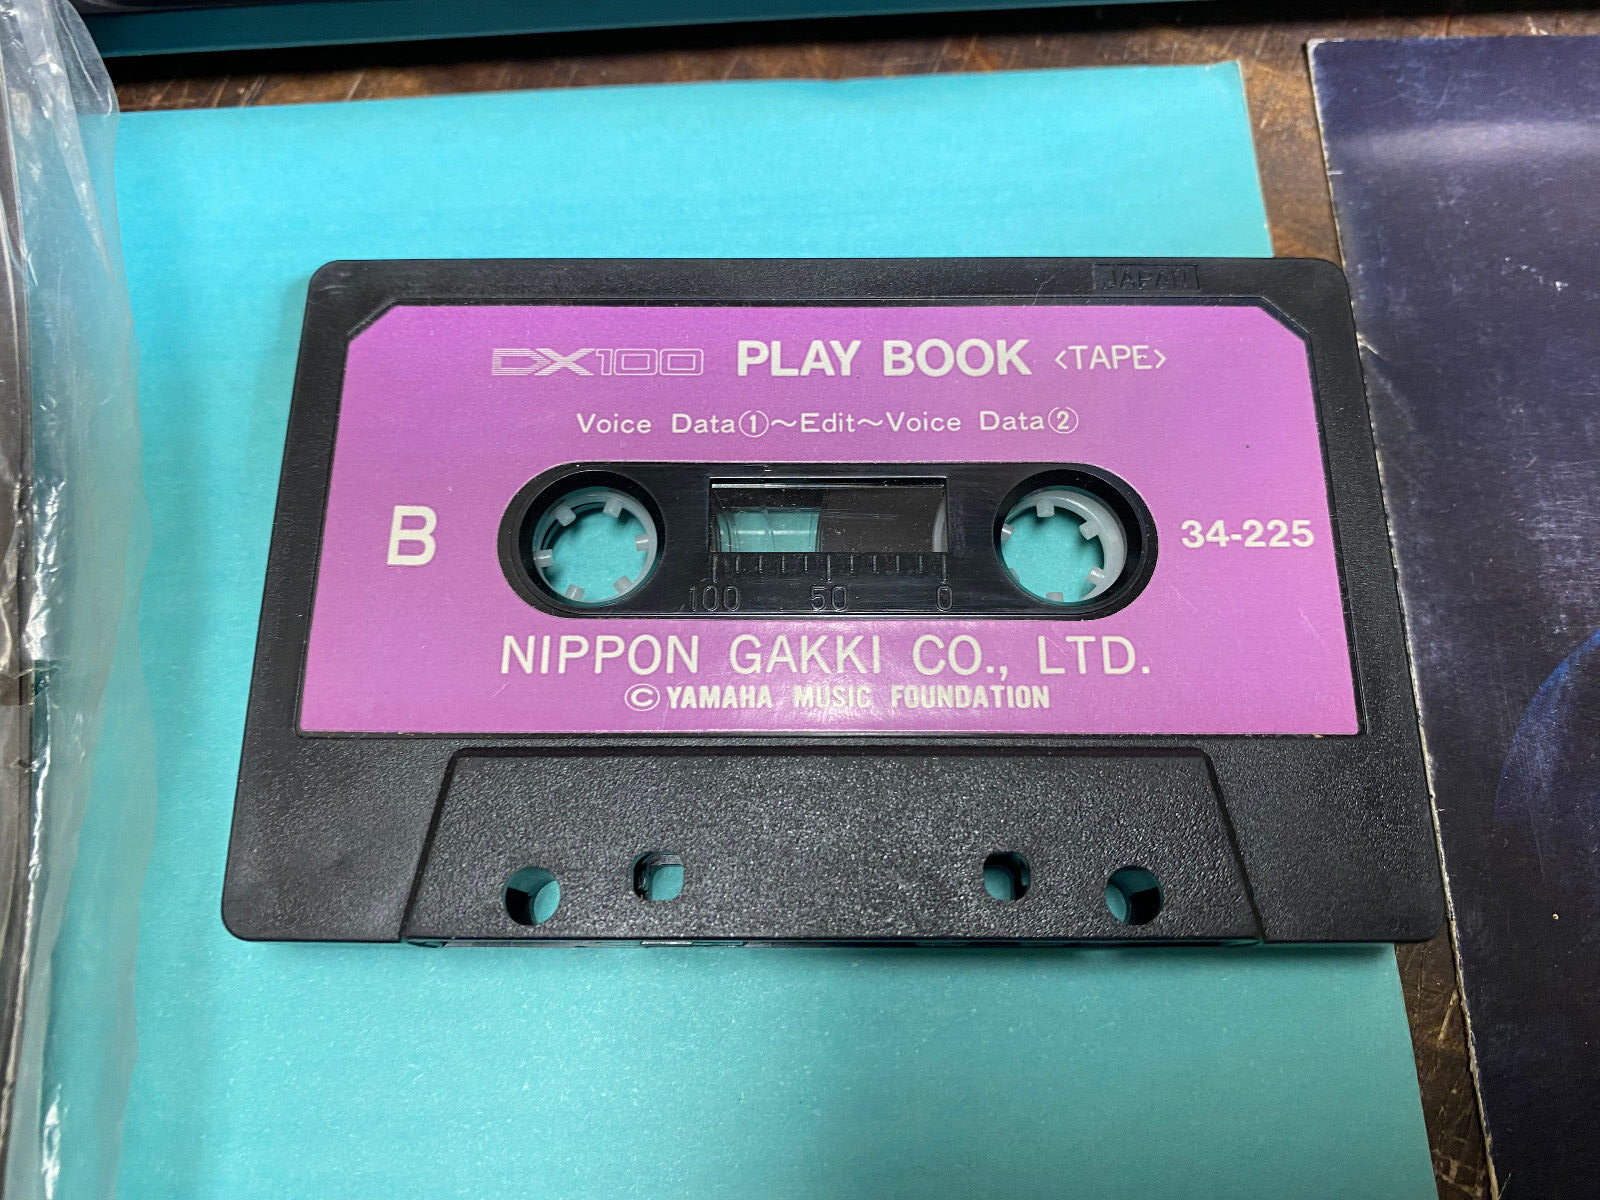 JAPAN
DX100 PLAY BOOK <TAPE>
Voice Data①～Edit～Voice Data②
B
34-225
100 50 0
NIPPON GAKKI CO., LTD.
© YAMAHA MUSIC FOUNDATION